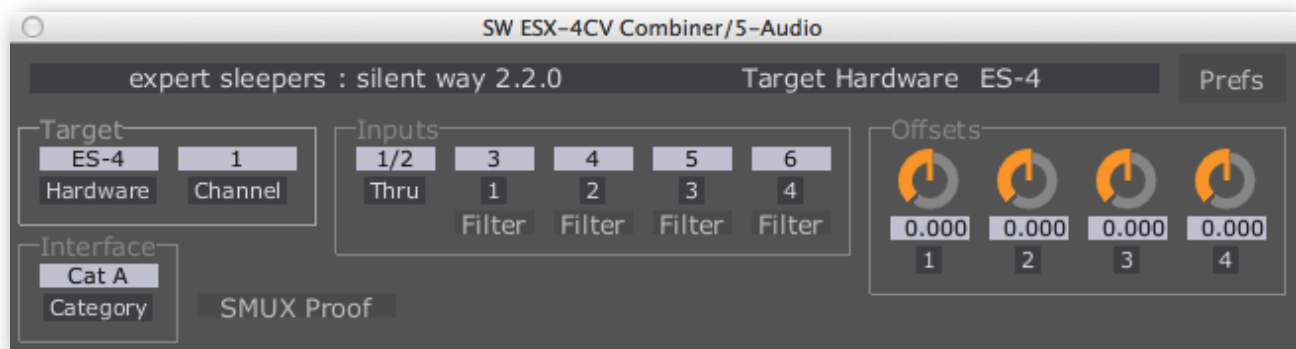 SW ESX-4CV Combiner/5-Audio
expert sleepers : silent way 2.2.0 Target Hardware ES-4 Prefs
Target Inputs Offsets
ES-4 1 1/2 3 4 5 6
Hardware Channel Thru 1 2 3 4
Filter Filter Filter Filter
0.000 0.000 0.000 0.000
1 2 3 4
Interface
Cat A
Category SMUX Proof